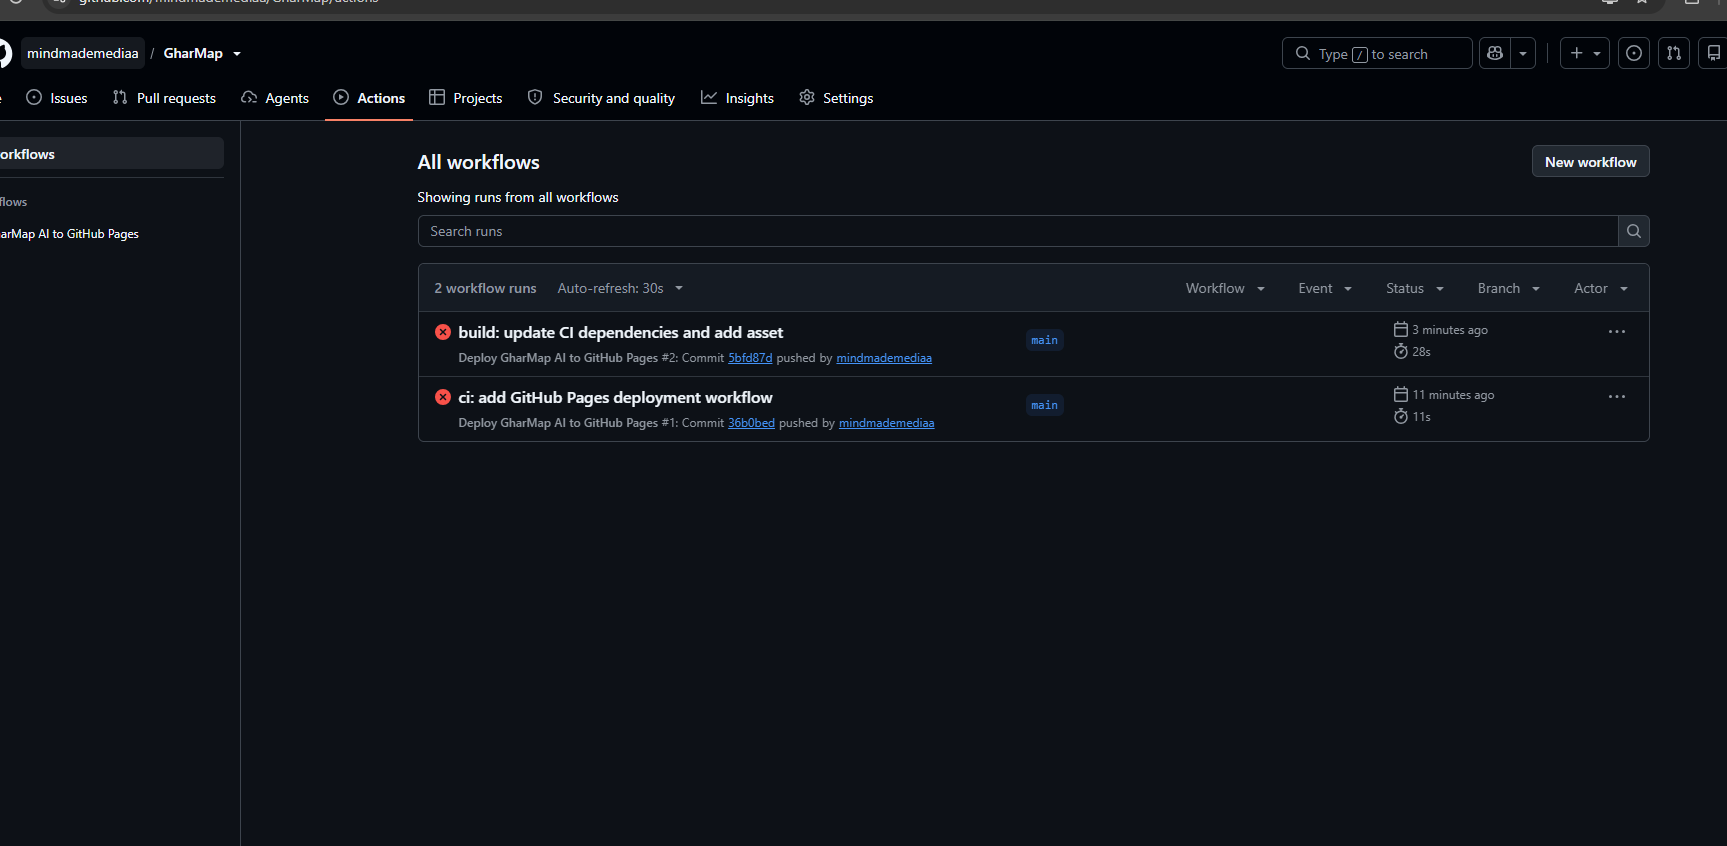 mindmademediaa / GharMap
Type / to search
Issues
Pull requests
Agents
Actions
Projects
Security and quality
Insights
Settings
orkflows
flows
arMap AI to GitHub Pages
All workflows
New workflow
Showing runs from all workflows
Search runs
2 workflow runs Auto-refresh: 30s Workflow Event Status Branch Actor
build: update CI dependencies and add asset
main
3 minutes ago
Deploy GharMap AI to GitHub Pages #2: Commit 5bfd87d pushed by mindmademediaa
28s
ci: add GitHub Pages deployment workflow
main
11 minutes ago
Deploy GharMap AI to GitHub Pages #1: Commit 36b0bed pushed by mindmademediaa
11s